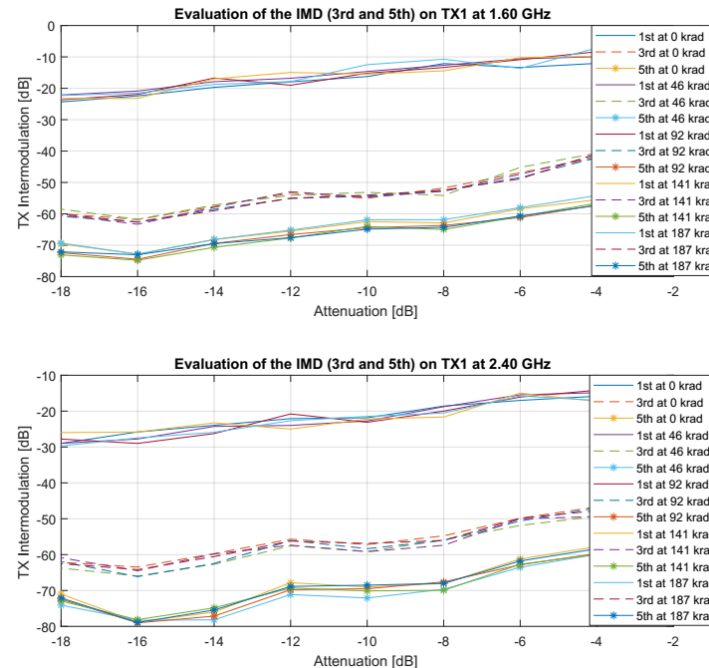 Evaluation of the IMD (3rd and 5th) on TX1 at 1.60 GHz
TX Intermodulation [dB]
0
-10
-20
-30
-40
-50
-60
-70
-80
-18 -16 -14 -12 -10 -8 -6 -4 -2
Attenuation [dB]
1st at 0 krad
3rd at 0 krad
5th at 0 krad
1st at 46 krad
3rd at 46 krad
5th at 46 krad
1st at 92 krad
3rd at 92 krad
5th at 92 krad
1st at 141 krad
3rd at 141 krad
5th at 141 krad
1st at 187 krad
3rd at 187 krad
5th at 187 krad
Evaluation of the IMD (3rd and 5th) on TX1 at 2.40 GHz
TX Intermodulation [dB]
-10
-20
-30
-40
-50
-60
-70
-80
-18 -16 -14 -12 -10 -8 -6 -4 -2
Attenuation [dB]
1st at 0 krad
3rd at 0 krad
5th at 0 krad
1st at 46 krad
3rd at 46 krad
5th at 46 krad
1st at 92 krad
3rd at 92 krad
5th at 92 krad
1st at 141 krad
3rd at 141 krad
5th at 141 krad
1st at 187 krad
3rd at 187 krad
5th at 187 krad